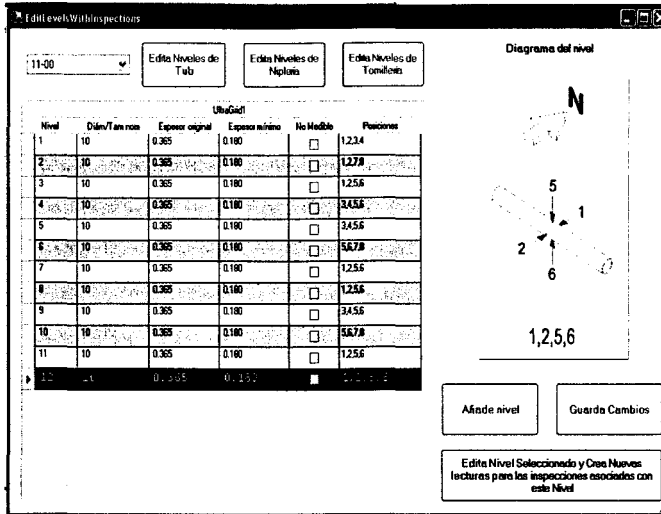 EditLevelsWithInspections
11-00
Edita Niveles de
Tub
Edita Niveles de
Niplería
Edita Niveles de
Tornillería
Diagrama del nivel
UltraGrid1
Nivel Diám/Tam nom Espesor original Espesor mínimo No Medible Posiciones
1 10 0.365 0.180 1,2,3,4
2 10 0.365 0.180 1,2,7,8
3 10 0.365 0.180 1,2,5,6
4 10 0.365 0.180 3,4,5,6
5 10 0.365 0.180 3,4,5,6
6 10 0.365 0.180 5,6,7,8
7 10 0.365 0.180 1,2,5,6
8 10 0.365 0.180 1,2,5,6
9 10 0.365 0.180 3,4,5,6
10 10 0.365 0.180 5,6,7,8
11 10 0.365 0.180 1,2,5,6
12 0.365
N
5
1
2
6
1,2,5,6
Añade nivel
Guarda Cambios
Edita Nivel Seleccionado y Crea Nuevas
lecturas para las inspecciones asociadas con
este Nivel